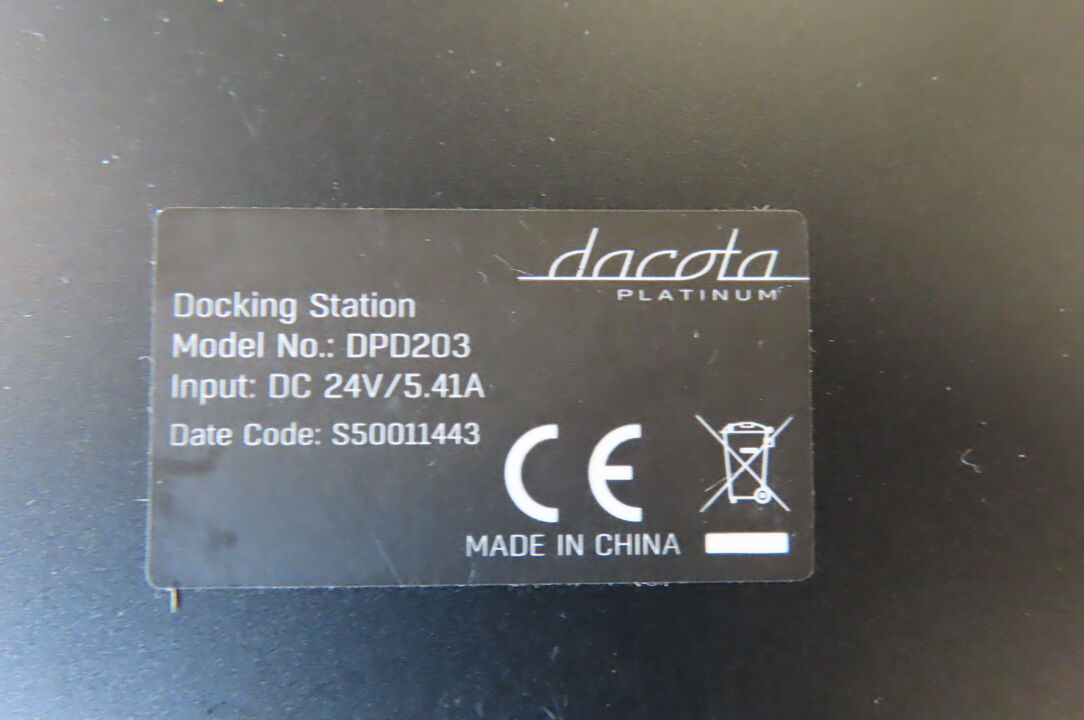 dacota
PLATINUM
Docking Station
Model No.: DPD203
Input: DC 24V/5.41A
Date Code: S50011443
CE
MADE IN CHINA